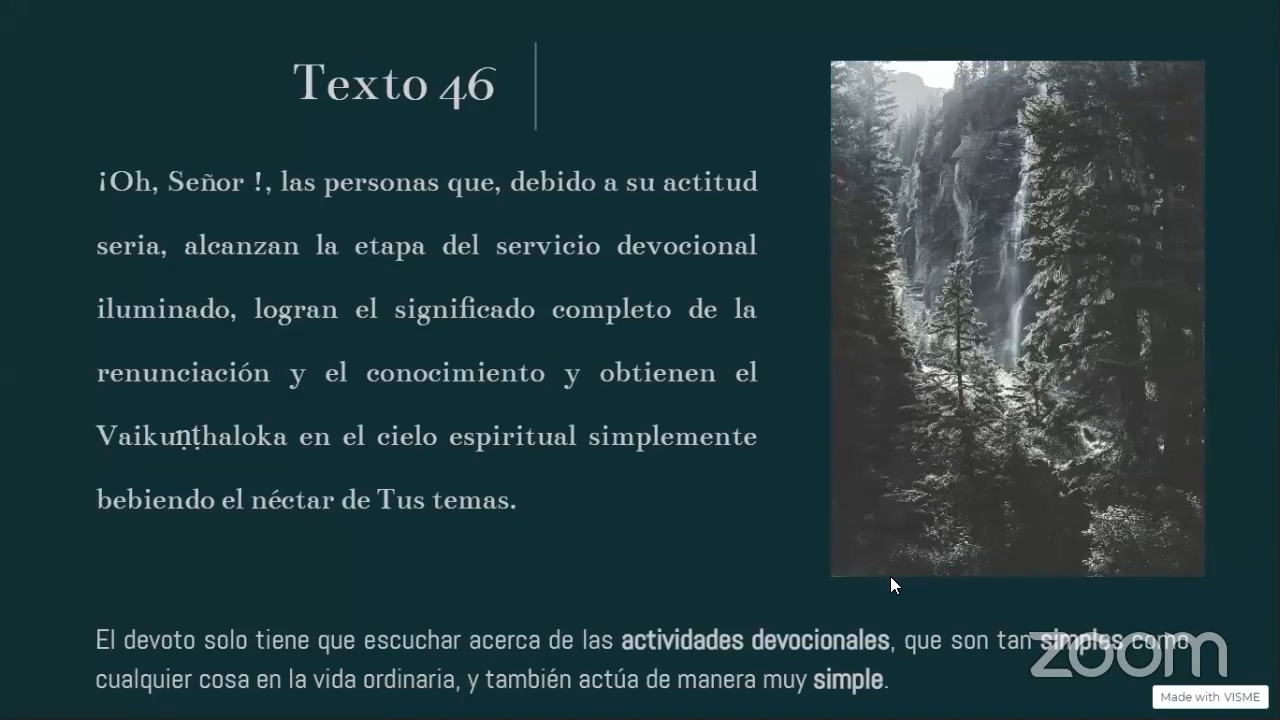 Texto 46
¡Oh, Señor !, las personas que, debido a su actitud
seria, alcanzan la etapa del servicio devocional
iluminado, logran el significado completo de la
renunciación y el conocimiento y obtienen el
Vaikuṇṭhaloka en el cielo espiritual simplemente
bebiendo el néctar de Tus temas.
El devoto solo tiene que escuchar acerca de las actividades devocionales, que son tan simples como
cualquier cosa en la vida ordinaria, y también actúa de manera muy simple.
zoom
Made with VISME